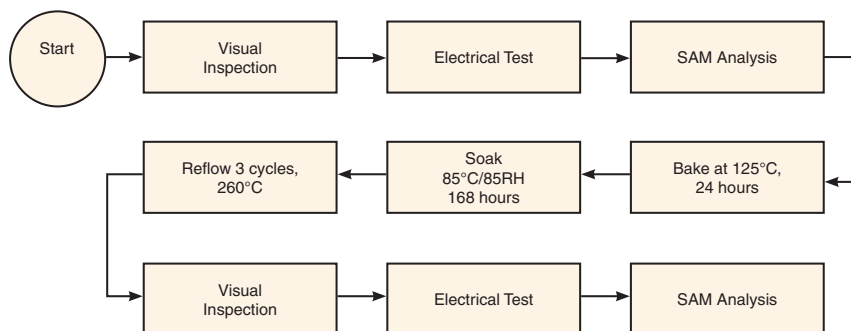 Start
Visual
Inspection
Electrical Test
SAM Analysis
Reflow 3 cycles,
260°C
Soak
85°C/85RH
168 hours
Bake at 125°C,
24 hours
Visual
Inspection
Electrical Test
SAM Analysis